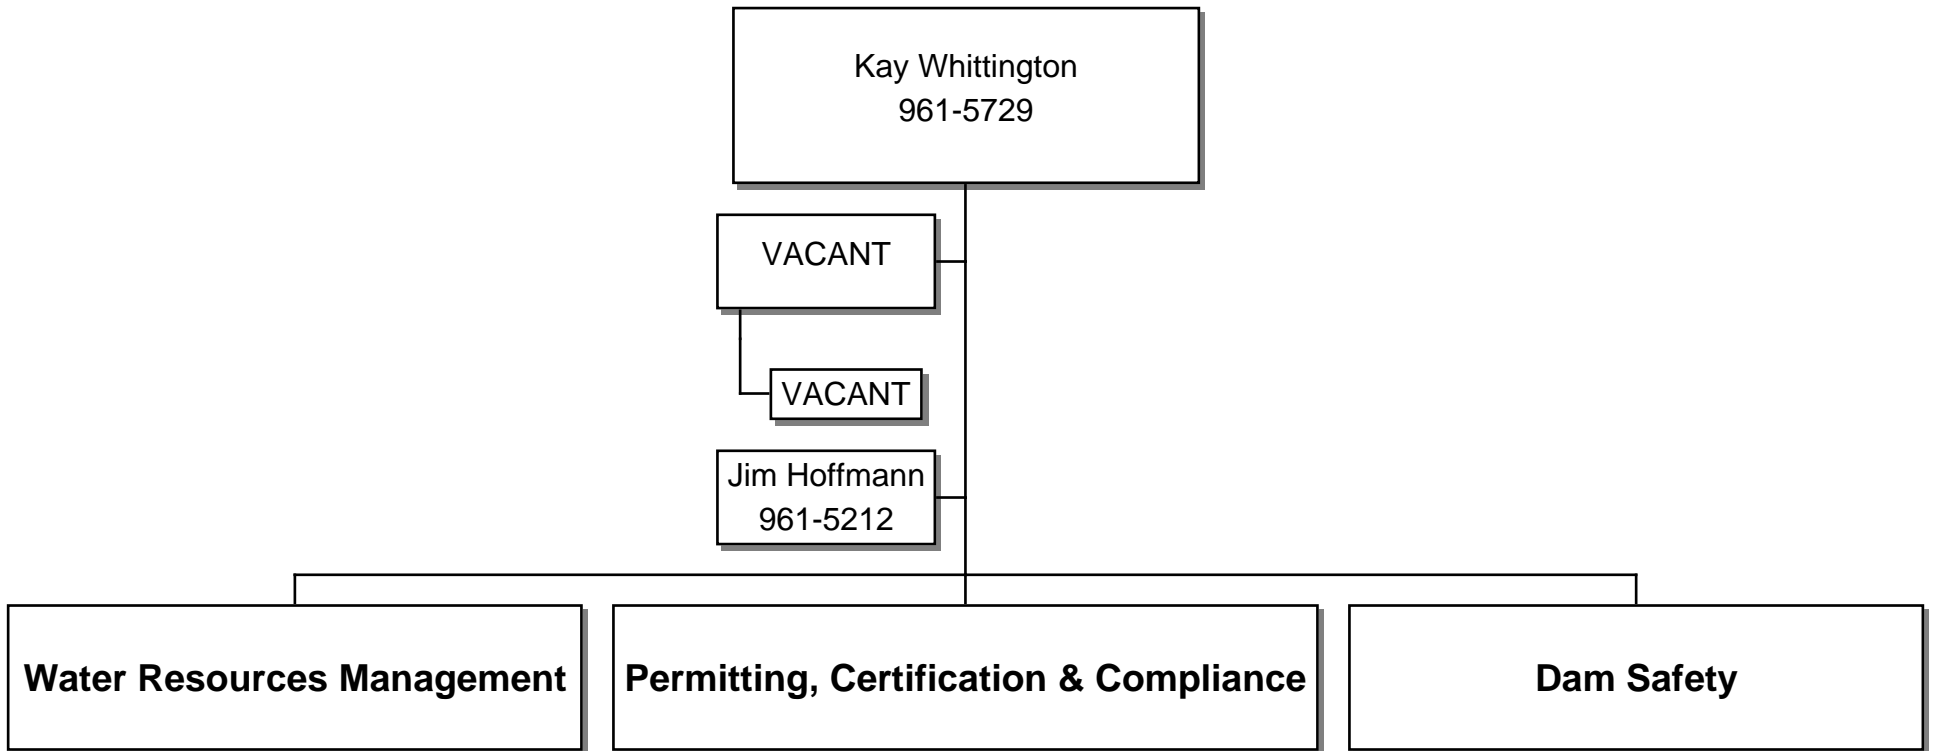 Kay Whittington
961-5729
VACANT
VACANT
Jim Hoffmann
961-5212
Water Resources Management
Permitting, Certification & Compliance
Dam Safety